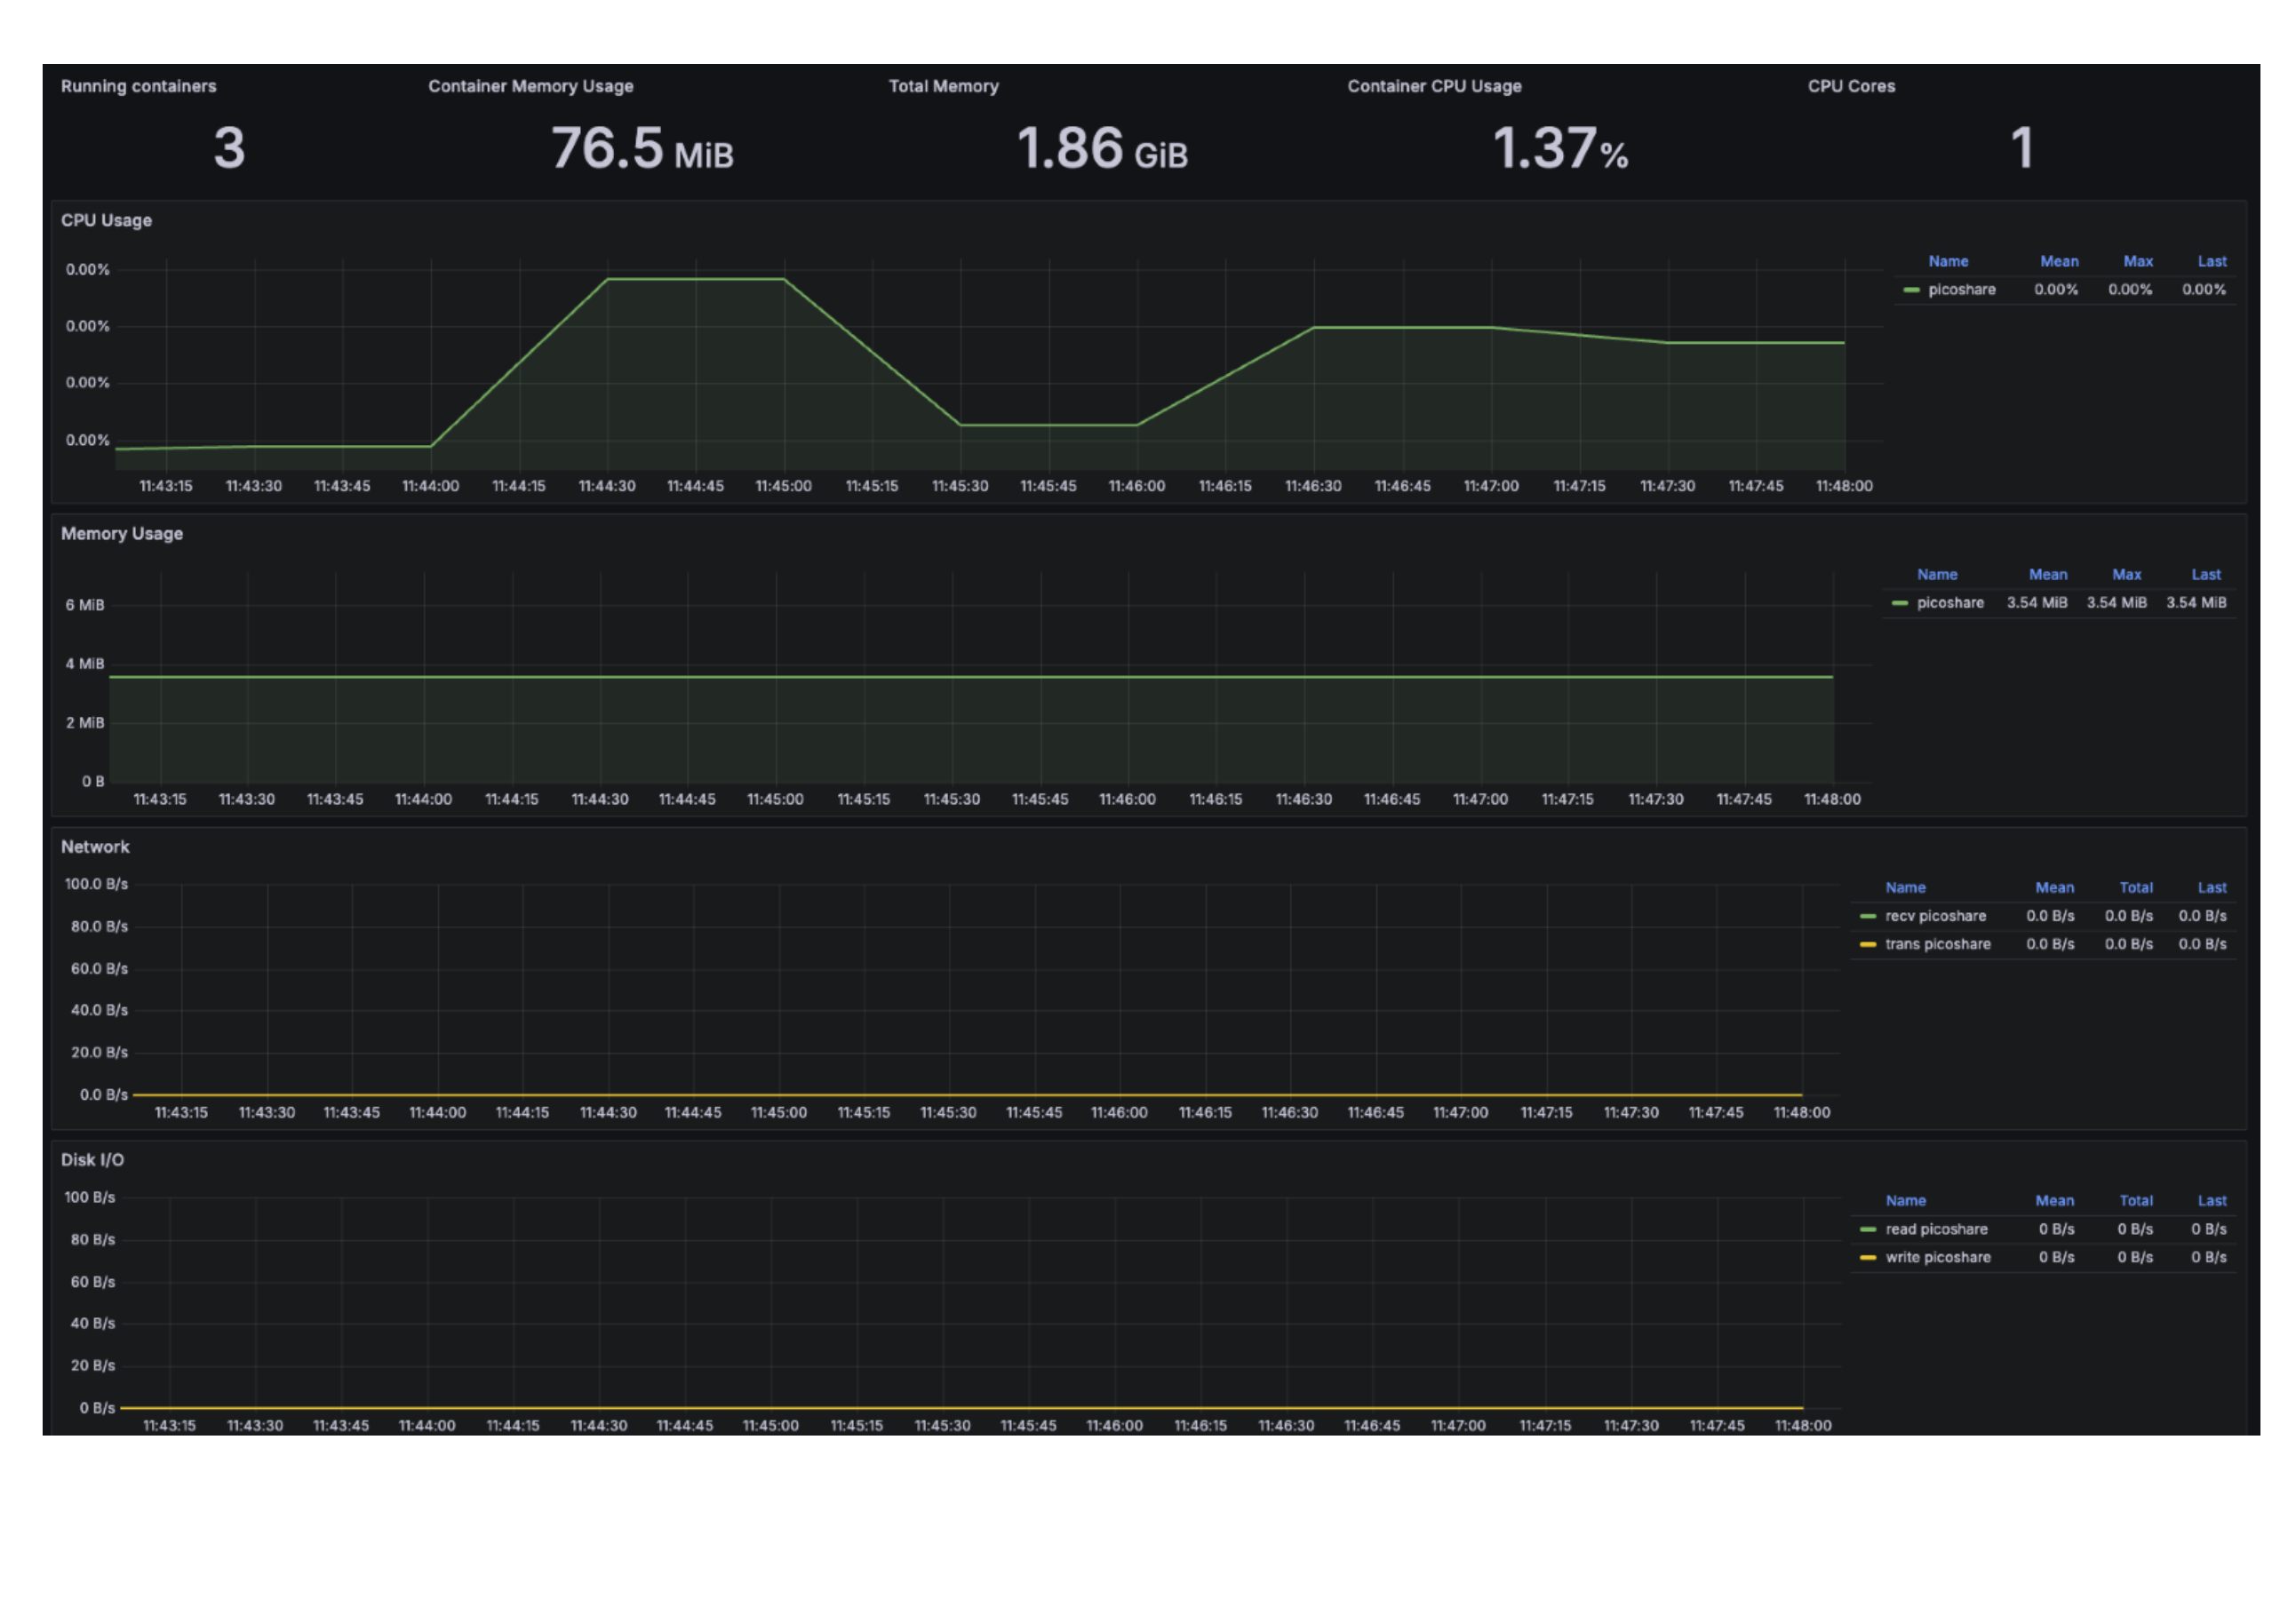 Running containers
Container Memory Usage
Total Memory
Container CPU Usage
CPU Cores
3
76.5 MiB
1.86 GiB
1.37%
1
CPU Usage
0.00%
0.00%
0.00%
0.00%
11:43:15 11:43:30 11:43:45 11:44:00 11:44:15 11:44:30 11:44:45 11:45:00 11:45:15 11:45:30 11:45:45 11:46:00 11:46:15 11:46:30 11:46:45 11:47:00 11:47:15 11:47:30 11:47:45 11:48:00
Name Mean Max Last
picoshare 0.00% 0.00% 0.00%
Memory Usage
6 MiB
4 MiB
2 MiB
0 B
11:43:15 11:43:30 11:43:45 11:44:00 11:44:15 11:44:30 11:44:45 11:45:00 11:45:15 11:45:30 11:45:45 11:46:00 11:46:15 11:46:30 11:46:45 11:47:00 11:47:15 11:47:30 11:47:45 11:48:00
Name Mean Max Last
picoshare 3.54 MiB 3.54 MiB 3.54 MiB
Network
100.0 B/s
80.0 B/s
60.0 B/s
40.0 B/s
20.0 B/s
0.0 B/s
11:43:15 11:43:30 11:43:45 11:44:00 11:44:15 11:44:30 11:44:45 11:45:00 11:45:15 11:45:30 11:45:45 11:46:00 11:46:15 11:46:30 11:46:45 11:47:00 11:47:15 11:47:30 11:47:45 11:48:00
Name Mean Total Last
recv picoshare 0.0 B/s 0.0 B/s 0.0 B/s
trans picoshare 0.0 B/s 0.0 B/s 0.0 B/s
Disk I/O
100 B/s
80 B/s
60 B/s
40 B/s
20 B/s
0 B/s
11:43:15 11:43:30 11:43:45 11:44:00 11:44:15 11:44:30 11:44:45 11:45:00 11:45:15 11:45:30 11:45:45 11:46:00 11:46:15 11:46:30 11:46:45 11:47:00 11:47:15 11:47:30 11:47:45 11:48:00
Name Mean Total Last
read picoshare 0 B/s 0 B/s 0 B/s
write picoshare 0 B/s 0 B/s 0 B/s